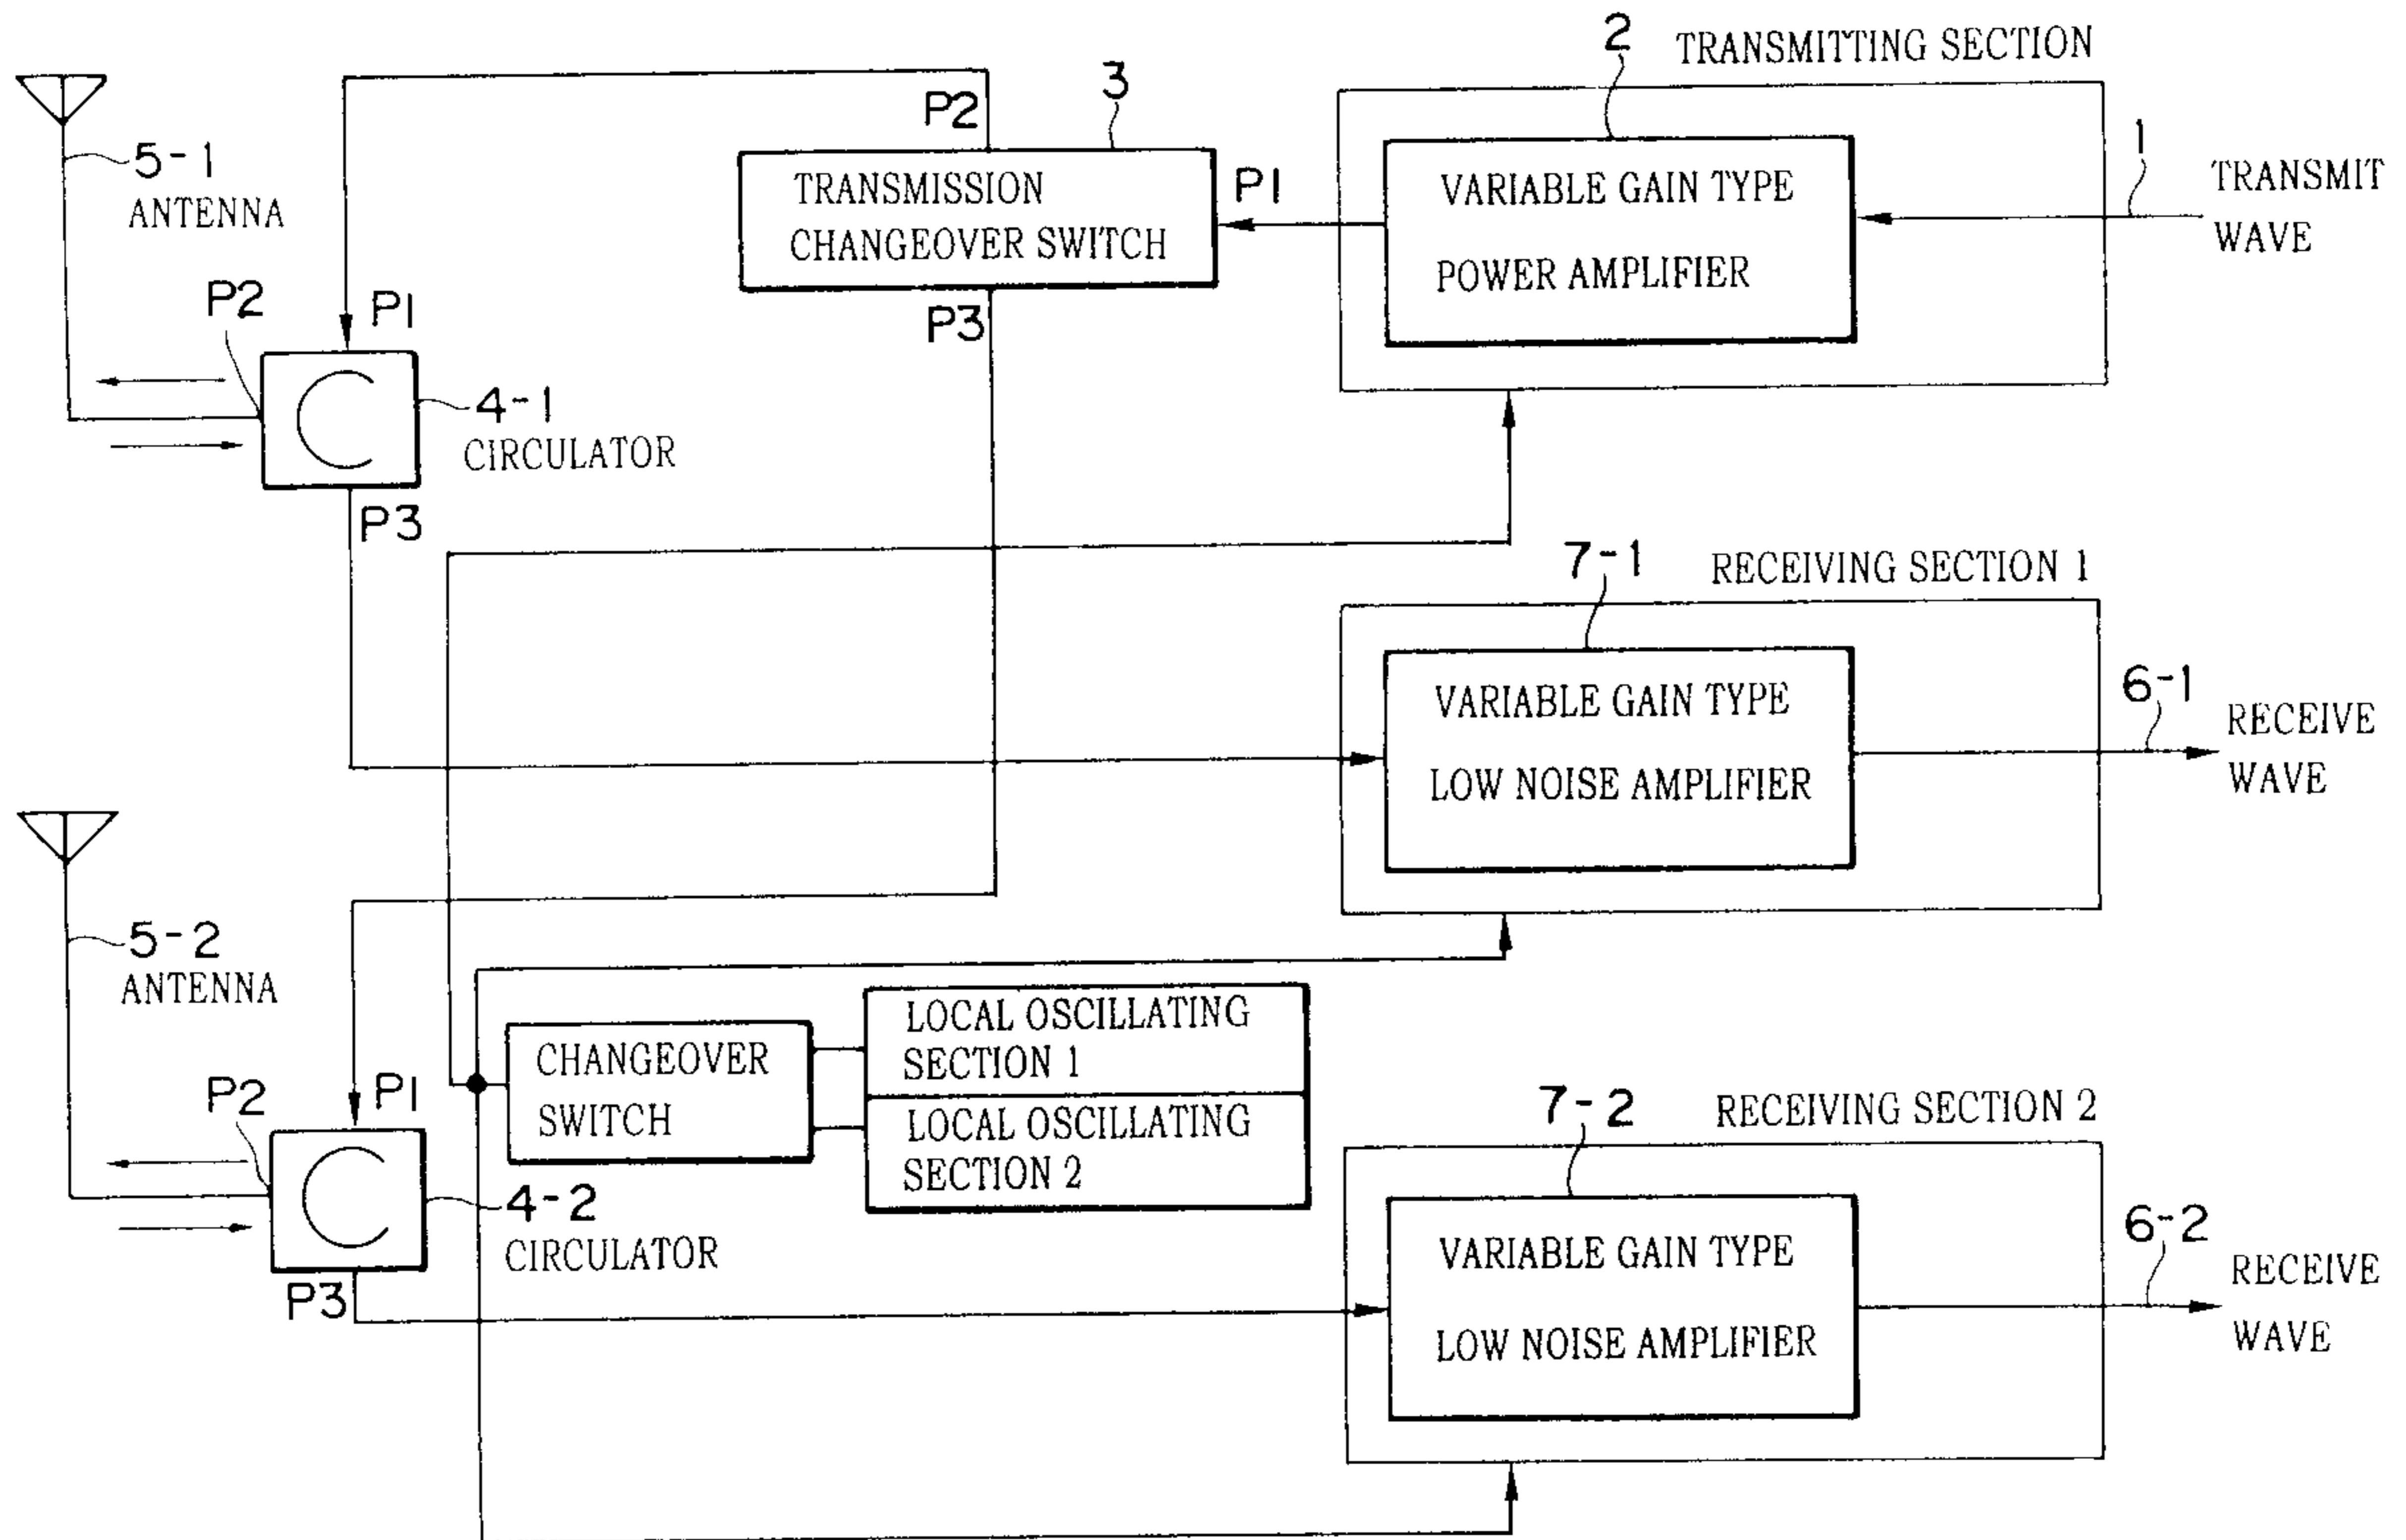 2
TRANSMITTING SECTION
3
P2
1
5-1
ANTENNA
TRANSMISSION
CHANGEOVER SWITCH
P1
VARIABLE GAIN TYPE
POWER AMPLIFIER
TRANSMIT
WAVE
P2
P1
P3
4-1
CIRCULATOR
P3
7-1
RECEIVING SECTION 1
VARIABLE GAIN TYPE
LOW NOISE AMPLIFIER
6-1
RECEIVE
WAVE
5-2
ANTENNA
CHANGEOVER
SWITCH
LOCAL OSCILLATING
SECTION 1
LOCAL OSCILLATING
SECTION 2
P2
P1
7-2
RECEIVING SECTION 2
4-2
CIRCULATOR
P3
VARIABLE GAIN TYPE
LOW NOISE AMPLIFIER
6-2
RECEIVE
WAVE